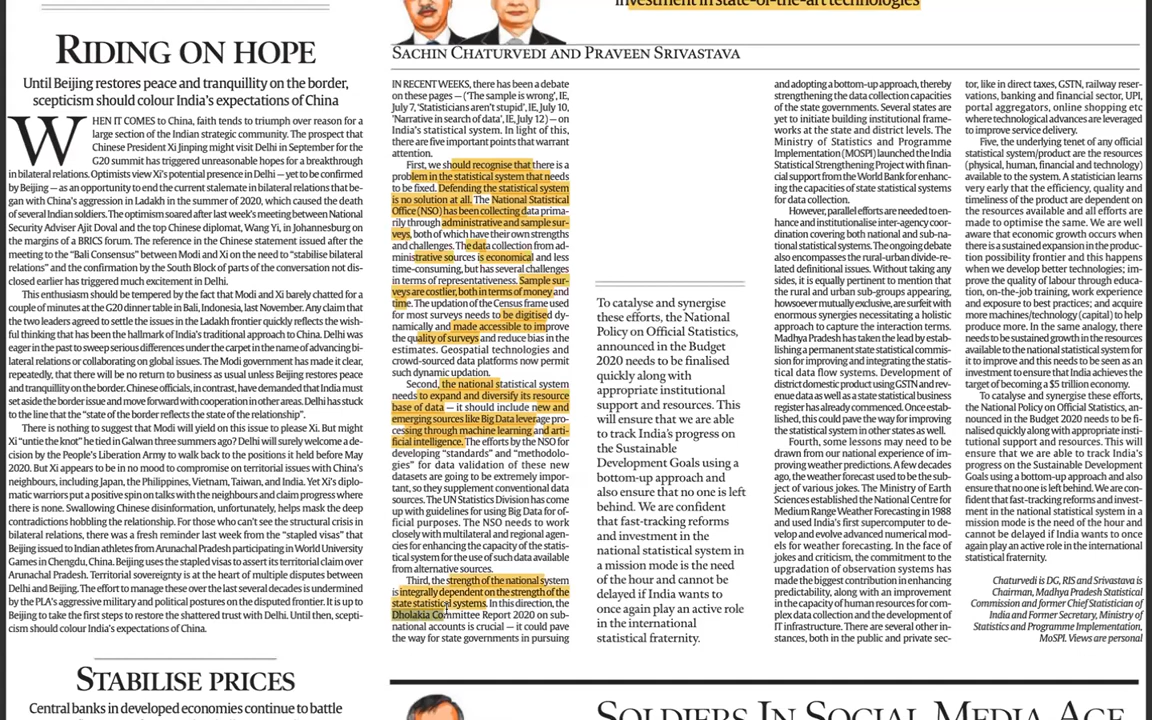 investment in state-of-the-art technologies
RIDING ON HOPE
Until Beijing restores peace and tranquillity on the border,
scepticism should colour India's expectations of China
WHEN IT COMES to China, faith tends to triumph over reason for a
large section of the Indian strategic community. The prospect that
Chinese President Xi Jinping might visit Delhi in September for the
G20 summit has triggered unreasonable hopes for a breakthrough
in bilateral relations. Optimists view Xi's potential presence in Delhi — yet to be confirmed
by Beijing — as an opportunity to end the current stalemate in bilateral relations that be-
gan with China's aggression in Ladakh in the summer of 2020, which caused the death
of several Indian soldiers. The optimism soared after last week's meeting between National
Security Adviser Ajit Doval and the top Chinese diplomat, Wang Yi, in Johannesburg on
the margins of a BRICS forum. The reference in the Chinese statement issued after the
meeting to the "Bali Consensus" between Modi and Xi on the need to "stabilise bilateral
relations" and the confirmation by the South Block of parts of the conversation not dis-
closed earlier has triggered much excitement in Delhi.
This enthusiasm should be tempered by the fact that Modi and Xi barely chatted for a
couple of minutes at the G20 dinner table in Bali, Indonesia, last November. Any claim that
the two leaders agreed to settle the issues in the Ladakh frontier quickly reflects the wish-
ful thinking that has been the hallmark of India's traditional approach to China. Delhi was
eager in the past to sweep serious differences under the carpet in the name of advancing bi-
lateral relations or collaborating on global issues. The Modi government has made it clear,
repeatedly, that there will be no return to business as usual unless Beijing restores peace
and tranquillity on the border. Chinese officials, in contrast, have demanded that India must
set aside the border issue and move forward with cooperation in other areas. Delhi has stuck
to the line that the "state of the border reflects the state of the relationship".
There is nothing to suggest that Modi will yield on this issue to please Xi. But might
Xi "untie the knot" he tied in Galwan three summers ago? Delhi will surely welcome a de-
cision by the People's Liberation Army to walk back to the positions it held before May
2020. But Xi appears to be in no mood to compromise on territorial issues with China's
neighbours, including Japan, the Philippines, Vietnam, Taiwan, and India. Yet Xi's diplo-
matic warriors put a positive spin on talks with the neighbours and claim progress where
there is none. Swallowing Chinese disinformation, unfortunately, helps mask the deep
contradictions hobbling the relationship. For those who can't see the structural crisis in
bilateral relations, there was a fresh reminder last week from the "stapled visas" that
Beijing issued to Indian athletes from Arunachal Pradesh participating in World University
Games in Chengdu, China. Beijing uses the stapled visas to assert its territorial claim over
Arunachal Pradesh. Territorial sovereignty is at the heart of multiple disputes between
Delhi and Beijing. The effort to manage these over the last several decades is undermined
by the PLA's aggressive military and political postures on the disputed frontier. It is up to
Beijing to take the first steps to restore the shattered trust with Delhi. Until then, scepti-
cism should colour India's expectations of China.
STABILISE PRICES
Central banks in developed economies continue to battle
SACHIN CHATURVEDI AND PRAVEEN SRIVASTAVA
IN RECENT WEEKS, there has been a debate
on these pages — ('The sample is wrong', IE,
July 7, 'Statisticians aren't stupid', IE, July 10,
'Narrative in search of data', IE, July 12) — on
India's statistical system. In light of this,
there are five important points that warrant
attention.
First, we should recognise that there is a
problem in the statistical system that needs
to be fixed. Defending the statistical system
is no solution at all. The National Statistical
Office (NSO) has been collecting data prima-
rily through administrative and sample sur-
veys, both of which have their own strengths
and challenges. The data collection from ad-
ministrative sources is economical and less
time-consuming, but has several challenges
in terms of representativeness. Sample sur-
veys are costlier, both in terms of money and
time. The updation of the Census frame used
for most surveys needs to be digitised dy-
namically and made accessible to improve
the quality of surveys and reduce bias in the
estimates. Geospatial technologies and
crowd-sourced data platforms now permit
such dynamic updation.
Second, the national statistical system
needs to expand and diversify its resource
base of data — it should include new and
emerging sources like Big Data leverage pro-
cessing through machine learning and arti-
ficial intelligence. The efforts by the NSO for
developing "standards" and "methodolo-
gies" for data validation of these new
datasets are going to be extremely impor-
tant, so they supplement conventional data
sources. The UN Statistics Division has come
up with guidelines for using Big Data for of-
ficial purposes. The NSO needs to work
closely with multilateral and regional agen-
cies for enhancing the capacity of the statis-
tical system for the use of such data available
from alternative sources.
Third, the strength of the national system
is integrally dependent on the strength of the
state statistical systems. In this direction, the
Dholakia Committee Report 2020 on sub-
national accounts is crucial — it could pave
the way for state governments in pursuing
To catalyse and synergise
these efforts, the National
Policy on Official Statistics,
announced in the Budget
2020 needs to be finalised
quickly along with
appropriate institutional
support and resources. This
will ensure that we are able
to track India's progress on
the Sustainable
Development Goals using a
bottom-up approach and
also ensure that no one is left
behind. We are confident
that fast-tracking reforms
and investment in the
national statistical system in
a mission mode is the need
of the hour and cannot be
delayed if India wants to
once again play an active role
in the international
statistical fraternity.
and adopting a bottom-up approach, thereby
strengthening the data collection capacities
of the state governments. Several states are
yet to initiate building institutional frame-
works at the state and district levels. The
Ministry of Statistics and Programme
Implementation (MOSPI) launched the India
Statistical Strengthening Project with finan-
cial support from the World Bank for enhanc-
ing the capacities of state statistical systems
for data collection.
However, parallel efforts are needed to en-
hance and institutionalise inter-agency coor-
dination covering both national and sub-na-
tional statistical systems. The ongoing debate
also encompasses the rural-urban divide-re-
lated definitional issues. Without taking any
sides, it is equally pertinent to mention that
the rural and urban sub-groups appearing,
howsoever mutually exclusive, are surfeit with
enormous synergies necessitating a holistic
approach to capture the interaction terms.
Madhya Pradesh has taken the lead by estab-
lishing a permanent state statistical commis-
sion for improving and integrating the statis-
tical data flow systems. Development of
district domestic product using GSTN and rev-
enue data as well as a state statistical business
register has already commenced. Once estab-
lished, this could pave the way for improving
the statistical system in other states as well.
Fourth, some lessons may need to be
drawn from our national experience of im-
proving weather predictions. A few decades
ago, the weather forecast used to be the sub-
ject of various jokes. The Ministry of Earth
Sciences established the National Centre for
Medium Range Weather Forecasting in 1988
and used India's first supercomputer to de-
velop and evolve advanced numerical mod-
els for weather forecasting. In the face of
jokes and criticism, the commitment to the
upgradation of observation systems has
made the biggest contribution in enhancing
predictability, along with an improvement
in the capacity of human resources for com-
plex data collection and the development of
IT infrastructure. There are several other in-
stances, both in the public and private sec-
tor, like in direct taxes, GSTN, railway reser-
vations, banking and financial sector, UPI,
portal aggregators, online shopping etc
where technological advances are leveraged
to improve service delivery.
Five, the underlying tenet of any official
statistical system/product are the resources
(physical, human, financial and technology)
available to the system. A statistician learns
very early that the efficiency, quality and
timeliness of the product are dependent on
the resources available and all efforts are
made to optimise the same. We are well
aware that economic growth occurs when
there is a sustained expansion in the produc-
tion possibility frontier and this happens
when we develop better technologies; im-
prove the quality of labour through educa-
tion, on-the-job training, work experience
and exposure to best practices; and acquire
more machines/technology (capital) to help
produce more. In the same analogy, there
needs to be sustained growth in the resources
available to the national statistical system for
it to improve and this needs to be seen as an
investment to ensure that India achieves the
target of becoming a $5 trillion economy.
To catalyse and synergise these efforts,
the National Policy on Official Statistics, an-
nounced in the Budget 2020 needs to be fi-
nalised quickly along with appropriate insti-
tutional support and resources. This will
ensure that we are able to track India's
progress on the Sustainable Development
Goals using a bottom-up approach and also
ensure that no one is left behind. We are con-
fident that fast-tracking reforms and invest-
ment in the national statistical system in a
mission mode is the need of the hour and
cannot be delayed if India wants to once
again play an active role in the international
statistical fraternity.
Chaturvedi is DG, RIS and Srivastava is
Chairman, Madhya Pradesh Statistical
Commission and former Chief Statistician of
India and Former Secretary, Ministry of
Statistics and Programme Implementation,
MoSPI. Views are personal
SOLDIERS IN SOCIAL MEDIA AGE